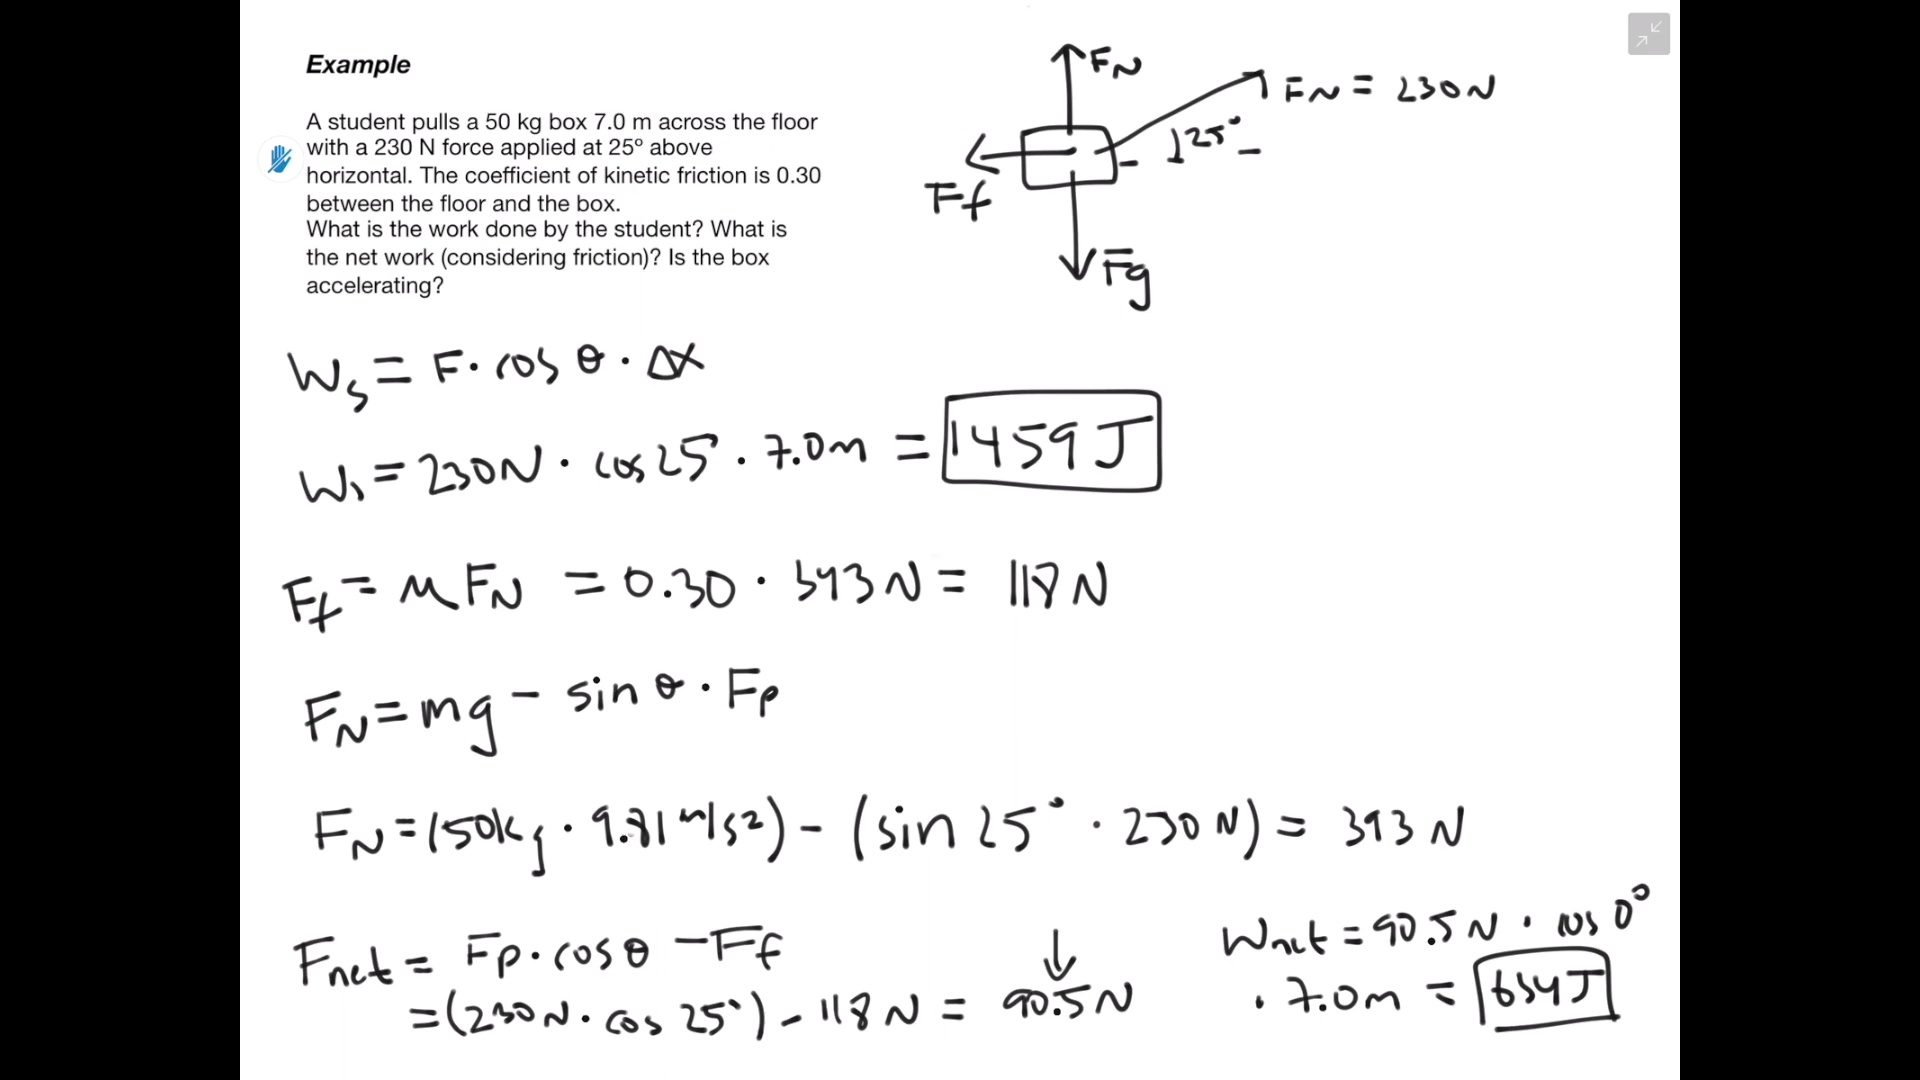 Example
A student pulls a 50 kg box 7.0 m across the floor
with a 230 N force applied at 25º above
horizontal. The coefficient of kinetic friction is 0.30
between the floor and the box.
What is the work done by the student? What is
the net work (considering friction)? Is the box
accelerating?
FN
FN = 230N
25°
Ff
Fg
Ws = F · cos θ · Δx
Ws = 230N · cos 25° · 7.0m = 1459 J
Ff = μ FN = 0.30 · 393 N = 118 N
FN = mg - sin θ · Fp
FN = (50kg · 9.81 m/s2) - (sin 25° · 230 N) = 393 N
Fnet = Fp · cos θ - Ff
= (230N · cos 25°) - 118 N = 90.5 N
Wnet = 90.5 N · cos 0°
· 7.0m = 634 J